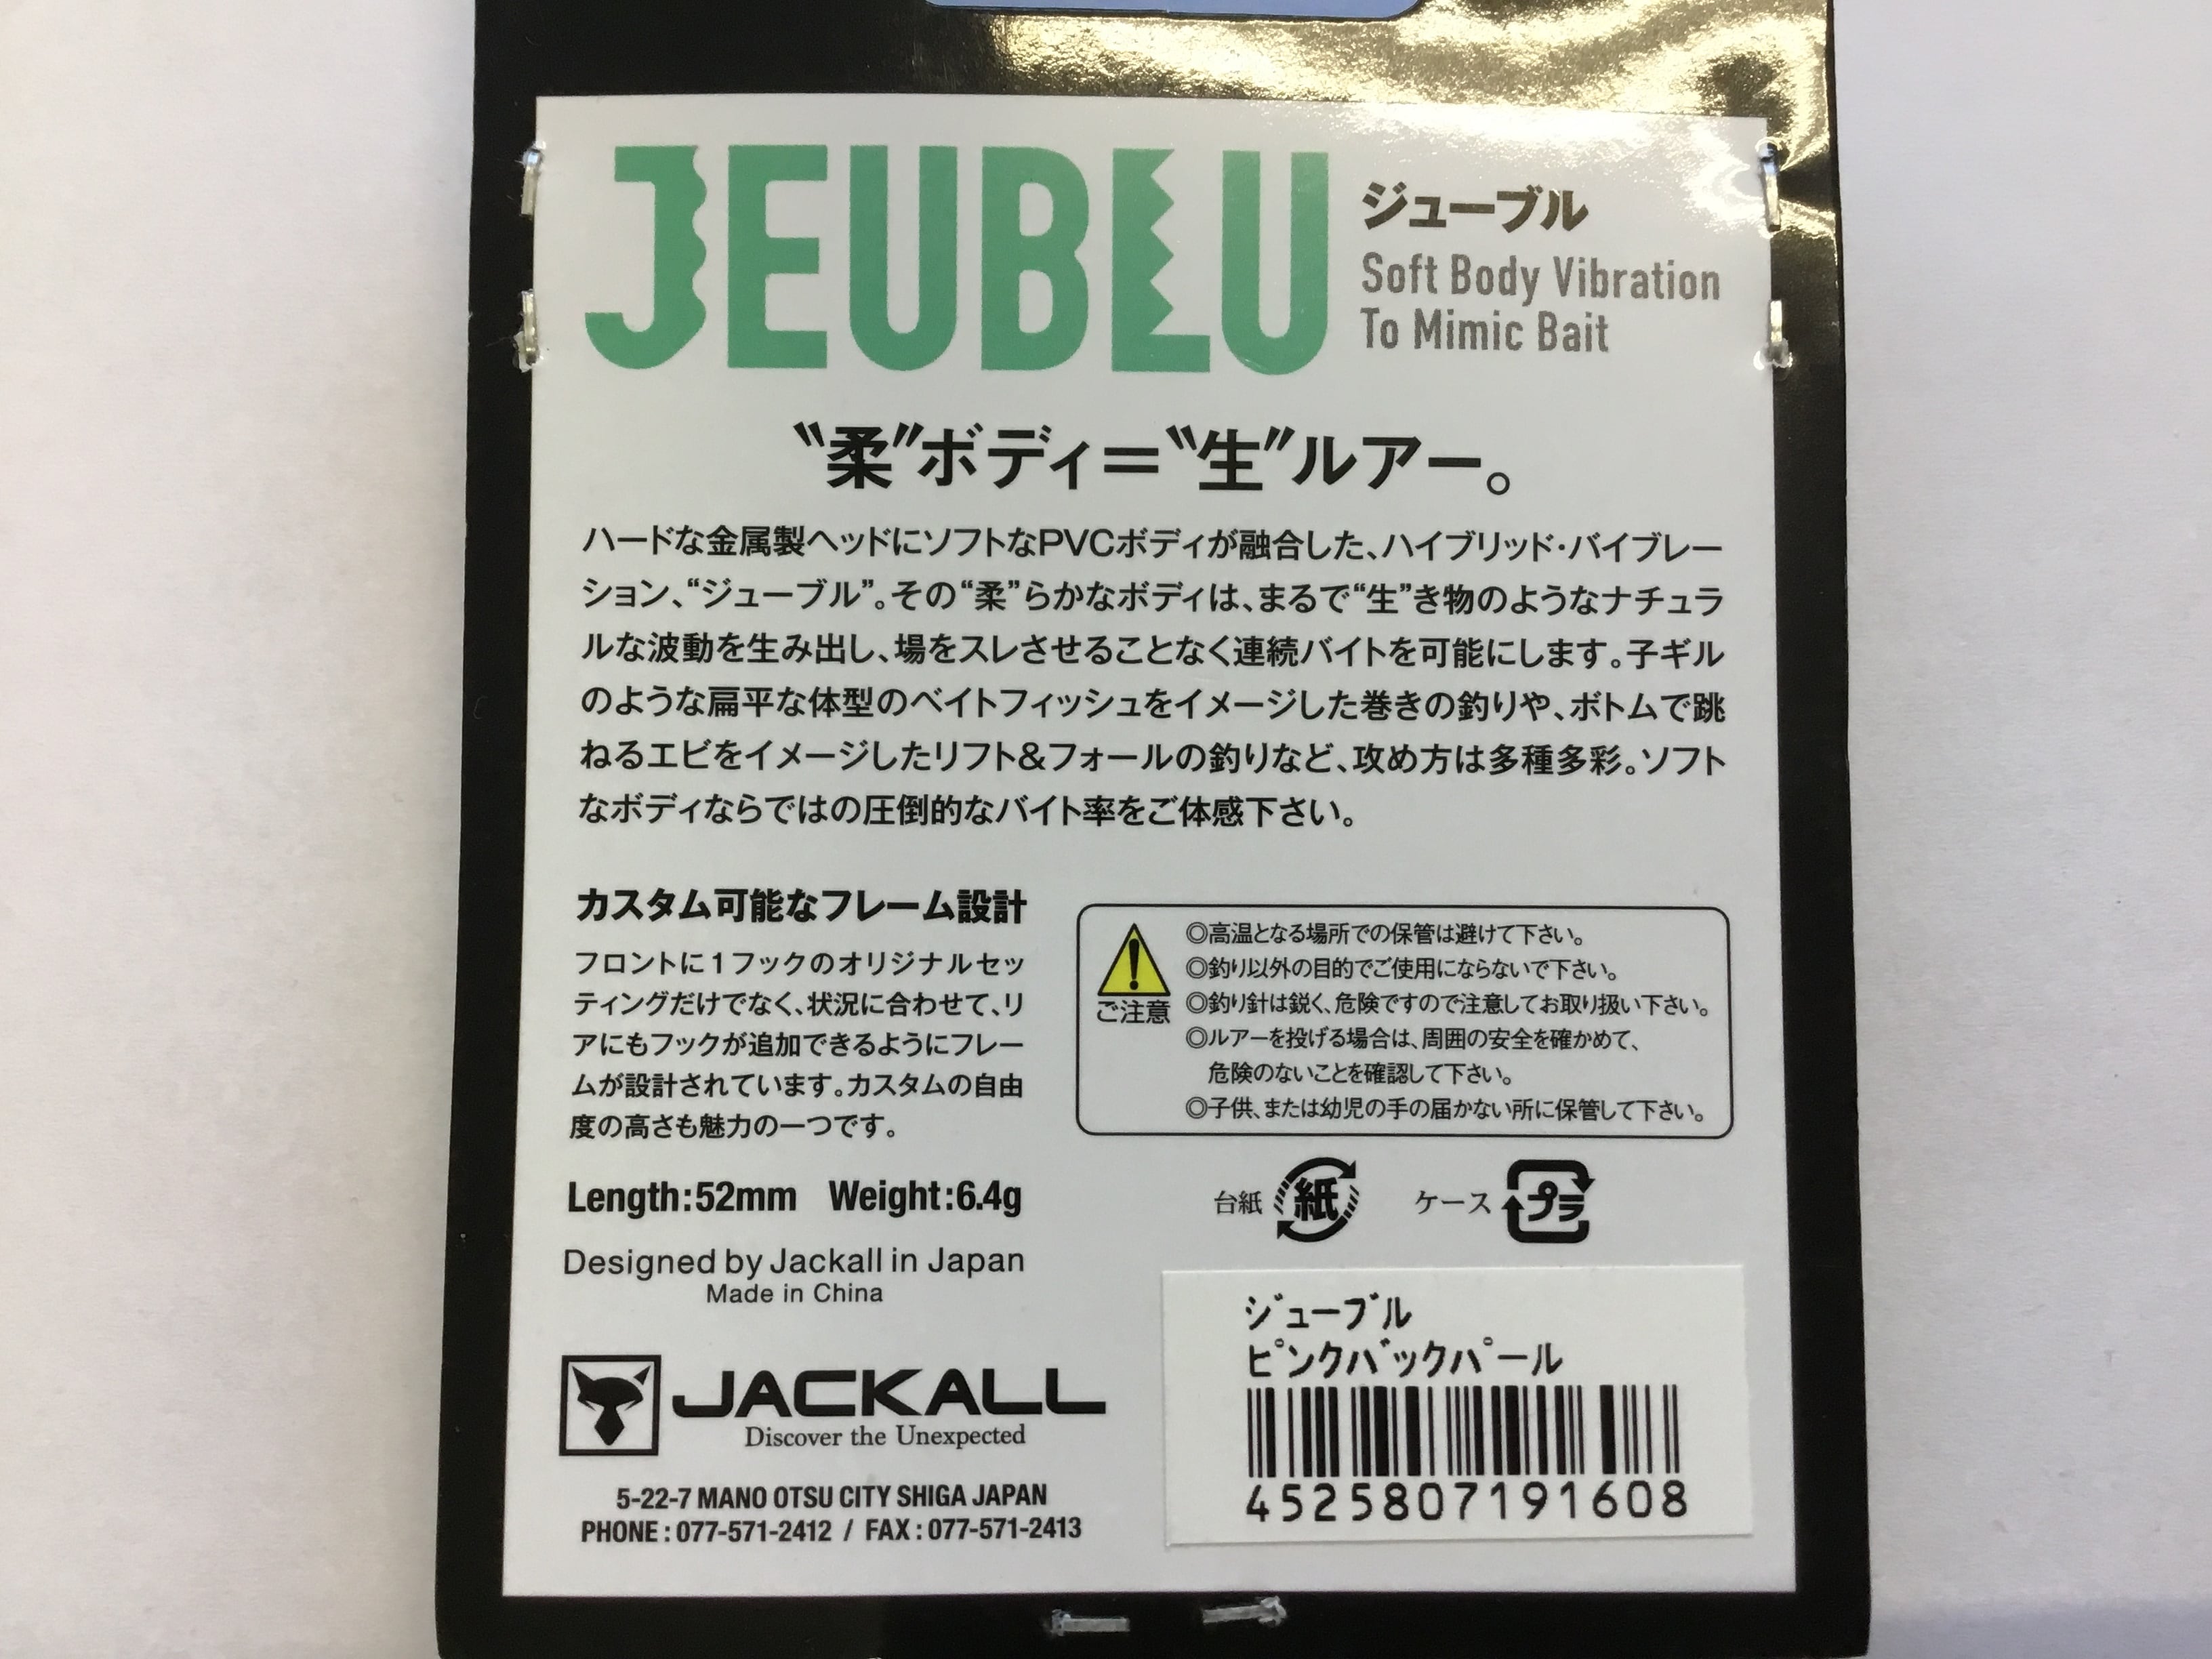 JEUBLU
ジューブル
Soft Body Vibration
To Mimic Bait
〝柔〟ボディ＝〝生〟ルアー。
ハードな金属製ヘッドにソフトなPVCボディが融合した、ハイブリッド・バイブレー
ション、“ジューブル”。その“柔”らかなボディは、まるで“生”き物のようなナチュラ
ルな波動を生み出し、場をスレさせることなく連続バイトを可能にします。子ギル
のような扁平な体型のベイトフィッシュをイメージした巻きの釣りや、ボトムで跳
ねるエビをイメージしたリフト&フォールの釣りなど、攻め方は多種多彩。ソフト
なボディならではの圧倒的なバイト率をご体感下さい。
カスタム可能なフレーム設計
フロントに1フックのオリジナルセッ
ティングだけでなく、状況に合わせて、リ
アにもフックが追加できるようにフレー
ムが設計されています。カスタムの自由
度の高さも魅力の一つです。
ご注意
◎高温となる場所での保管は避けて下さい。
◎釣り以外の目的でご使用にならないで下さい。
◎釣り針は鋭く、危険ですので注意してお取り扱い下さい。
◎ルアーを投げる場合は、周囲の安全を確かめて、
危険のないことを確認して下さい。
◎子供、または幼児の手の届かない所に保管して下さい。
Length:52mm Weight:6.4g
台紙 紙 ケース プラ
Designed by Jackall in Japan
Made in China
JACKALL
Discover the Unexpected
5-22-7 MANO OTSU CITY SHIGA JAPAN
PHONE : 077-571-2412 / FAX : 077-571-2413
ｼﾞｭｰﾌﾞﾙ
ﾋﾟﾝｸﾊﾞｯｸﾊﾟｰﾙ
4525807191608